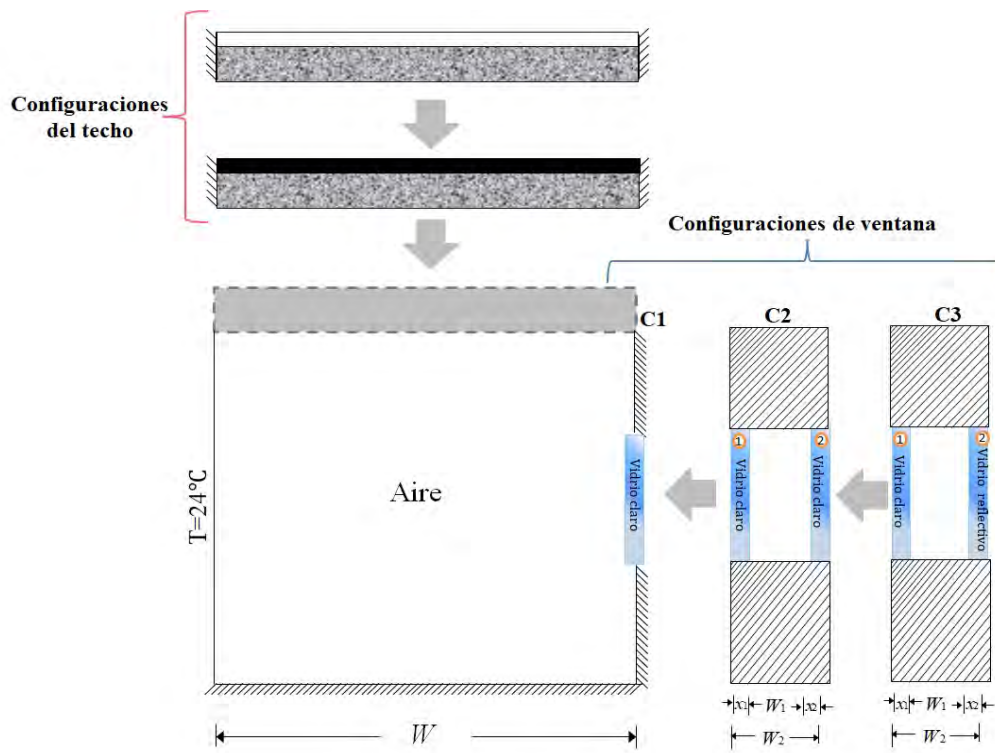 Configuraciones
del techo
Configuraciones de ventana
C1
C2
C3
T=24°C
Aire
Vidrio claro
1
Vidrio claro
2
Vidrio claro
1
Vidrio claro
2
Vidrio reflectivo
x1 W1 x2
W2
x1 W1 x2
W2
W